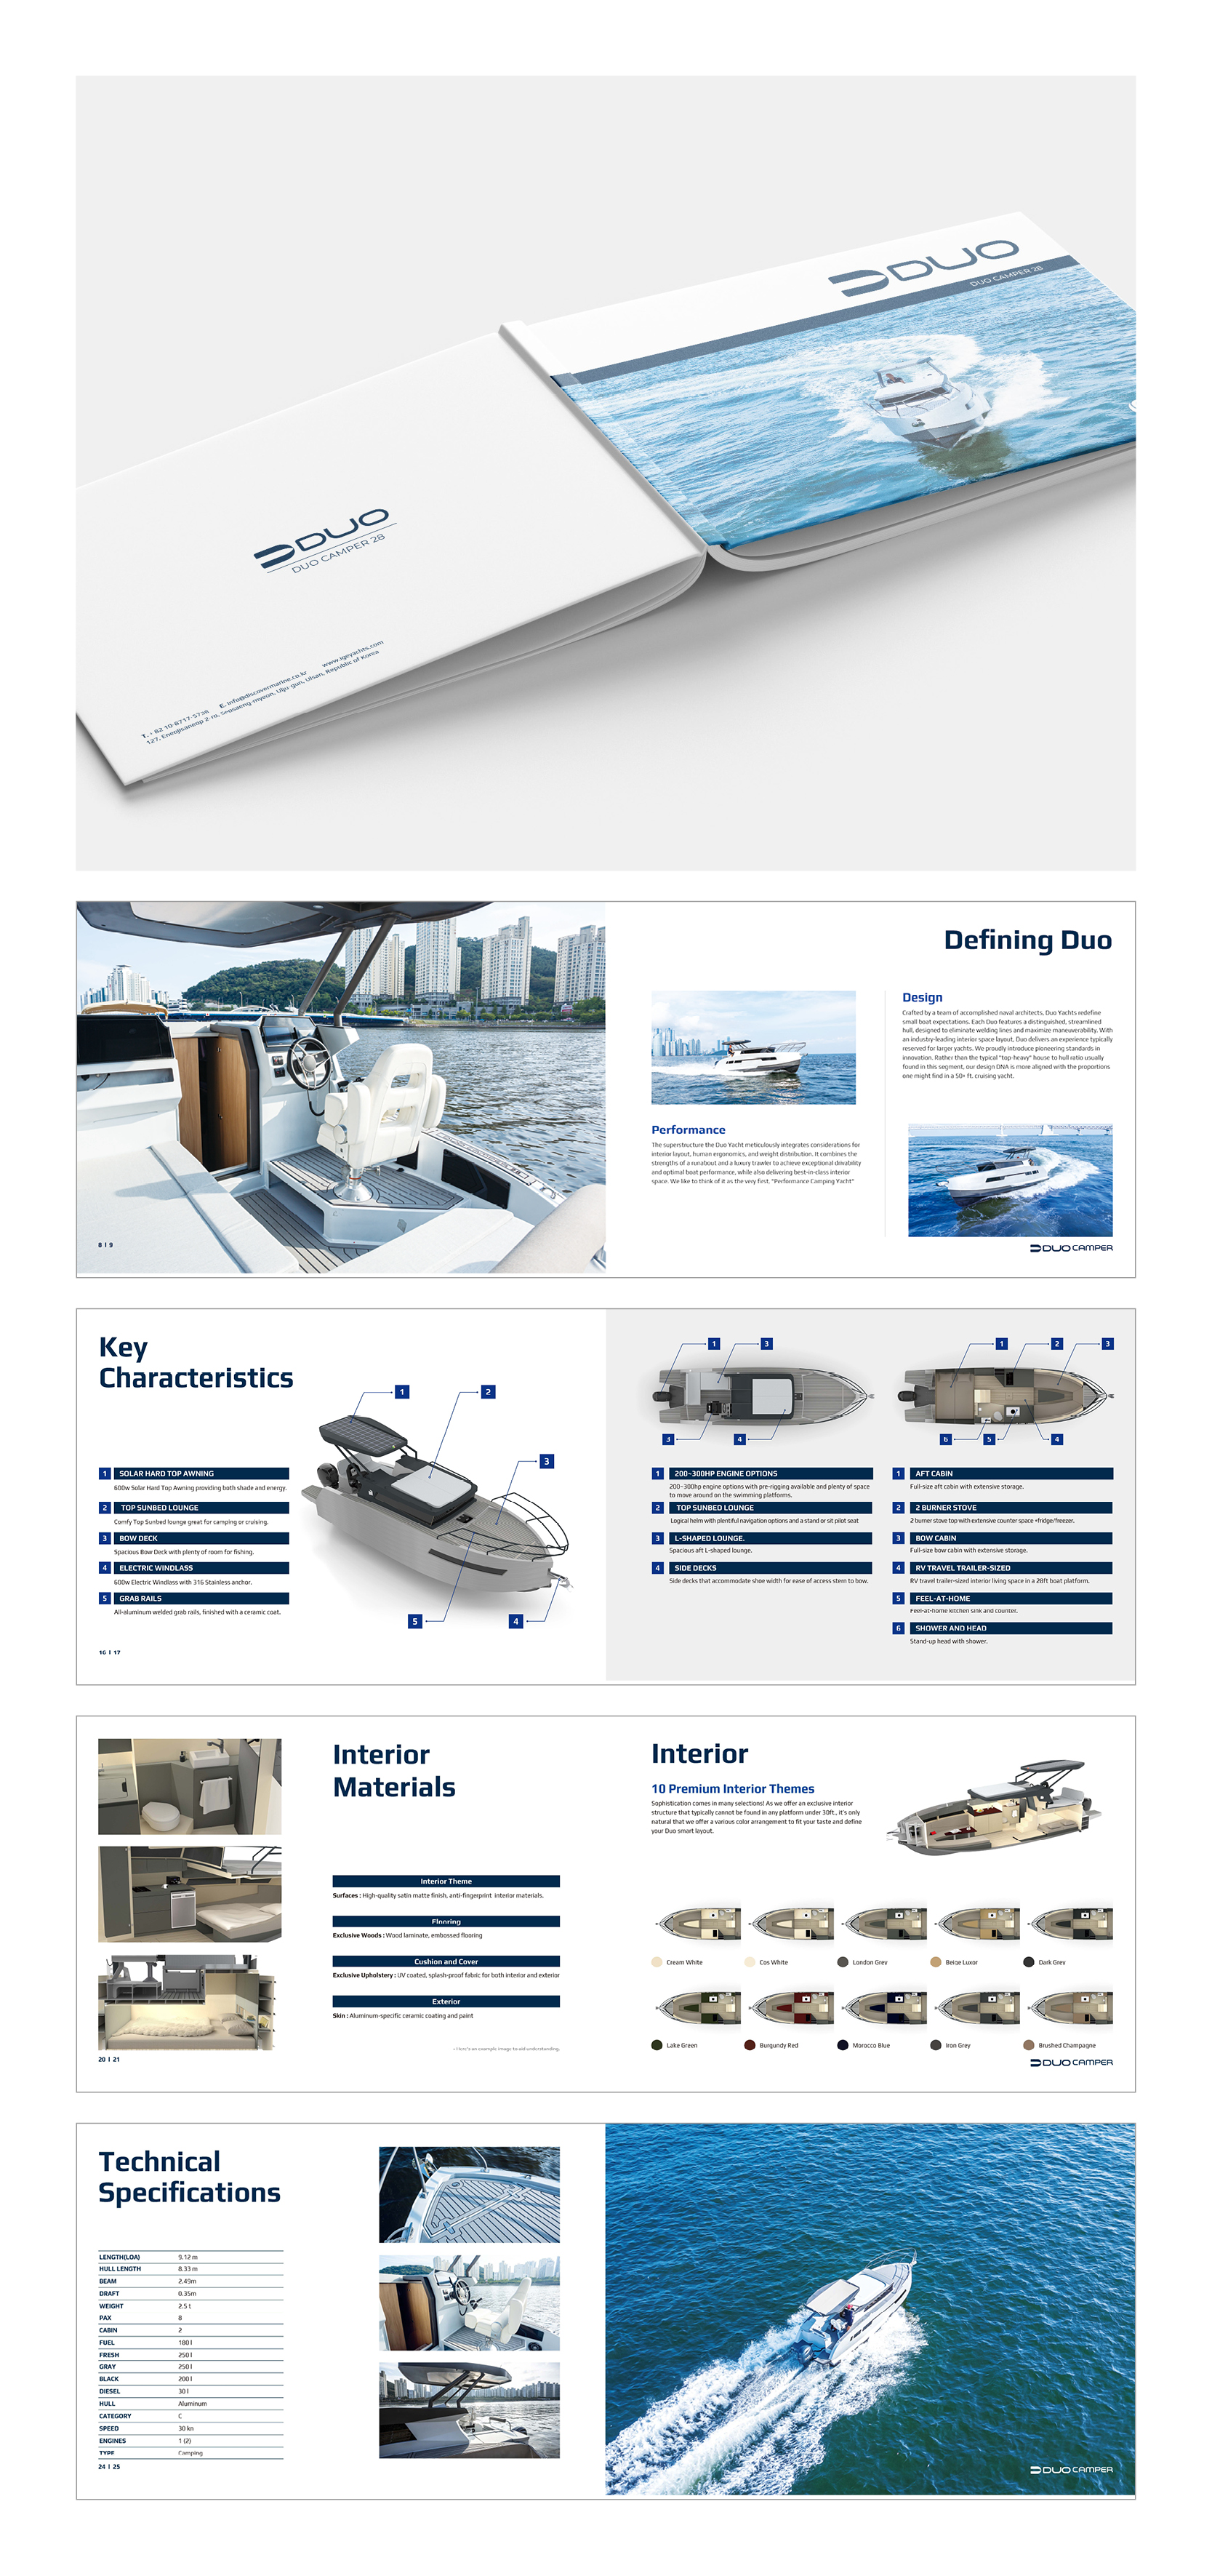 DUO
DUO CAMPER 28
DUO
DUO CAMPER 28
T. + 82 10-8717-5758 E. info@discovermarine.co.kr www.igeyachts.com
Ulsan, Republic of Korea
Defining Duo
Design
Crafted by a team of accomplished naval architects, Duo Yachts redefine
small boat expectations. Each Duo features a distinguished, streamlined
hull, designed to eliminate welding lines and maximize maneuverability. With
an industry-leading interior space layout, Duo delivers an experience typically
reserved for larger yachts. We proudly introduce pioneering standards in
innovation. Rather than the typical "top-heavy" house to hull ratio usually
found in this segment, our design DNA is more aligned with the proportions
one might find in a 50+ ft. cruising yacht.
Performance
The superstructure the Duo Yacht meticulously integrates considerations for
interior layout, human ergonomics, and weight distribution. It combines the
strengths of a runabout and a luxury trawler to achieve exceptional drivability
and optimal boat performance, while also delivering best-in-class interior
space. We like to think of it as the very first, "Performance Camping Yacht"
8 | 9
DUO CAMPER
Key
Characteristics
1
2
3
5
4
1 SOLAR HARD TOP AWNING
600w Solar Hard Top Awning providing both shade and energy.
2 TOP SUNBED LOUNGE
Comfy Top Sunbed lounge great for camping or cruising.
3 BOW DECK
Spacious Bow Deck with plenty of room for fishing.
4 ELECTRIC WINDLASS
600w Electric Windlass with 316 Stainless anchor.
5 GRAB RAILS
All-aluminum welded grab rails, finished with a ceramic coat.
16 | 17
1 3
3 4
1 200~300HP ENGINE OPTIONS
200~300hp engine options with pre-rigging available and plenty of space
to move around on the swimming platforms.
2 TOP SUNBED LOUNGE
Logical helm with plentiful navigation options and a stand or sit pilot seat
3 L-SHAPED LOUNGE.
Spacious aft L-shaped lounge.
4 SIDE DECKS
Side decks that accommodate shoe width for ease of access stern to bow.
1 2 3
6 5 4
1 AFT CABIN
Full-size aft cabin with extensive storage.
2 2 BURNER STOVE
2 burner stove top with extensive counter space +fridge/freezer.
3 BOW CABIN
Full-size bow cabin with extensive storage.
4 RV TRAVEL TRAILER-SIZED
RV travel trailer-sized interior living space in a 28ft boat platform.
5 FEEL-AT-HOME
Feel-at-home kitchen sink and counter.
6 SHOWER AND HEAD
Stand-up head with shower.
Interior
Materials
Interior Theme
Surfaces : High-quality satin matte finish, anti-fingerprint interior materials.
Flooring
Exclusive Woods : Wood laminate, embossed flooring
Cushion and Cover
Exclusive Upholstery : UV coated, splash-proof fabric for both interior and exterior
Exterior
Skin : Aluminum-specific ceramic coating and paint
Here's an example image to aid understanding.
20 | 21
Interior
10 Premium Interior Themes
Sophistication comes in many selections! As we offer an exclusive interior
structure that typically cannot be found in any platform under 30ft., it's only
natural that we offer a various color arrangement to fit your taste and define
your Duo smart layout.
Cream White Cos White London Grey Beige Luxor Dark Grey
Lake Green Burgundy Red Morocco Blue Iron Grey Brushed Champagne
DUO CAMPER
Technical
Specifications
LENGTH(LOA) 9.12 m
HULL LENGTH 8.33 m
BEAM 2.49m
DRAFT 0.35m
WEIGHT 2.5 t
PAX 8
CABIN 2
FUEL 180 l
FRESH 250 l
GRAY 250 l
BLACK 200 l
DIESEL 30 l
HULL Aluminum
CATEGORY C
SPEED 30 kn
ENGINES 1 (2)
TYPE Camping
24 | 25
DUO CAMPER